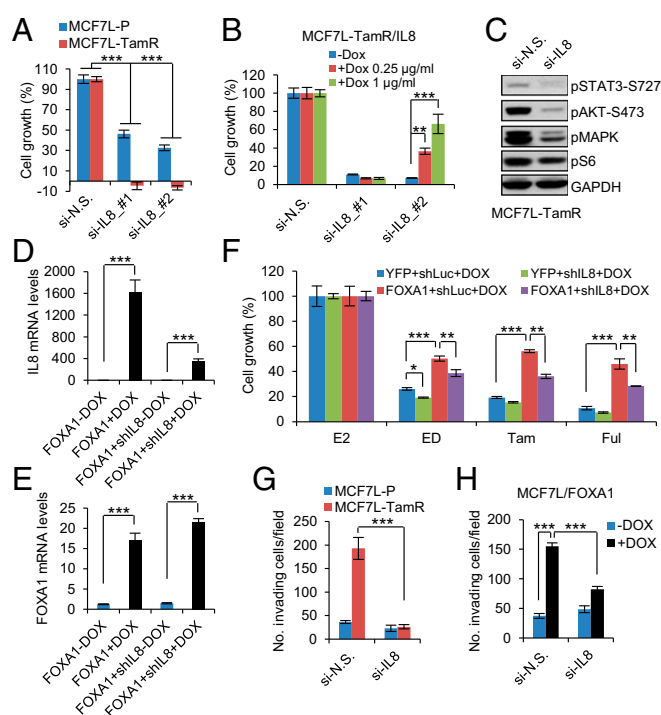 A
MCF7L-P
MCF7L-TamR
***
***
Cell growth (%)
110
90
70
50
30
10
-10
si-N.S.
si-IL8_#1
si-IL8_#2
B
MCF7L-TamR/IL8
-Dox
+Dox 0.25 µg/ml
+Dox 1 µg/ml
***
**
Cell growth (%)
120
100
80
60
40
20
0
si-N.S.
si-IL8_#1
si-IL8_#2
C
si-N.S.
si-IL8
pSTAT3-S727
pAKT-S473
pMAPK
pS6
GAPDH
MCF7L-TamR
D
***
***
IL8 mRNA levels
2000
1600
1200
800
400
0
FOXA1-DOX
FOXA1+DOX
FOXA1+shIL8-DOX
FOXA1+shIL8+DOX
E
***
***
FOXA1 mRNA levels
25
20
15
10
5
0
FOXA1-DOX
FOXA1+DOX
FOXA1+shIL8-DOX
FOXA1+shIL8+DOX
F
YFP+shLuc+DOX
YFP+shIL8+DOX
FOXA1+shLuc+DOX
FOXA1+shIL8+DOX
Cell growth (%)
120
100
80
60
40
20
0
*** **
*
*** **
*** **
E2
ED
Tam
Ful
G
MCF7L-P
MCF7L-TamR
***
No. invading cells/field
250
200
150
100
50
0
si-N.S.
si-IL8
H
MCF7L/FOXA1
-DOX
+DOX
*** ***
No. invading cells/field
200
150
100
50
0
si-N.S.
si-IL8